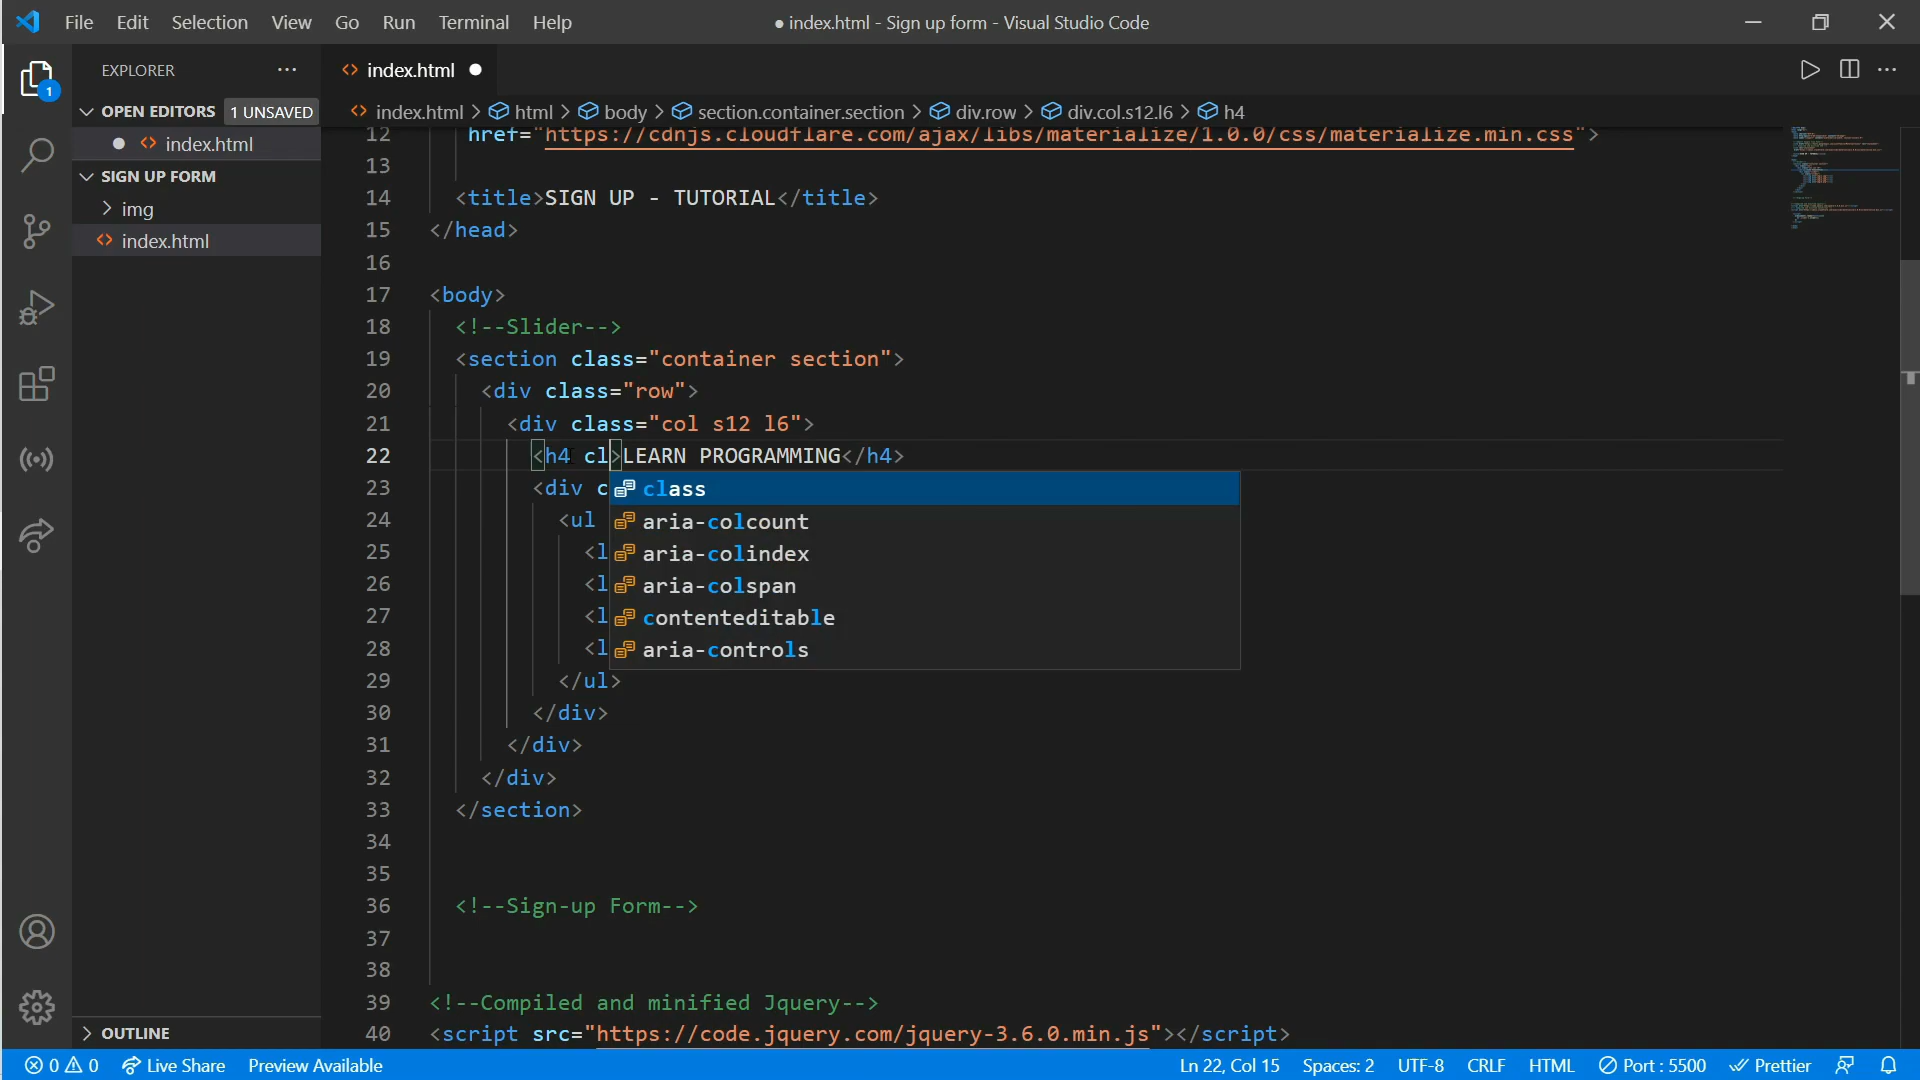 File Edit Selection View Go Run Terminal Help
● index.html - Sign up form - Visual Studio Code
EXPLORER
OPEN EDITORS 1 UNSAVED
index.html
SIGN UP FORM
img
index.html
OUTLINE
1
index.html
index.html > html > body > section.container.section > div.row > div.col.s12.l6 > h4
12 href="https://cdnjs.cloudflare.com/ajax/libs/materialize/1.0.0/css/materialize.min.css">
13
14 <title>SIGN UP - TUTORIAL</title>
15 </head>
16
17 <body>
18 <!--Slider-->
19 <section class="container section">
20 <div class="row">
21 <div class="col s12 l6">
22 <h4 cl>LEARN PROGRAMMING</h4>
23 <div c
class
24 <ul
aria-colcount
25 <l
aria-colindex
26 <l
aria-colspan
27 <l
contenteditable
28 <l
aria-controls
29 </ul>
30 </div>
31 </div>
32 </div>
33 </section>
34
35
36 <!--Sign-up Form-->
37
38
39 <!--Compiled and minified Jquery-->
40 <script src="https://code.jquery.com/jquery-3.6.0.min.js"></script>
0 0 Live Share Preview Available
Ln 22, Col 15 Spaces: 2 UTF-8 CRLF HTML Port : 5500 Prettier